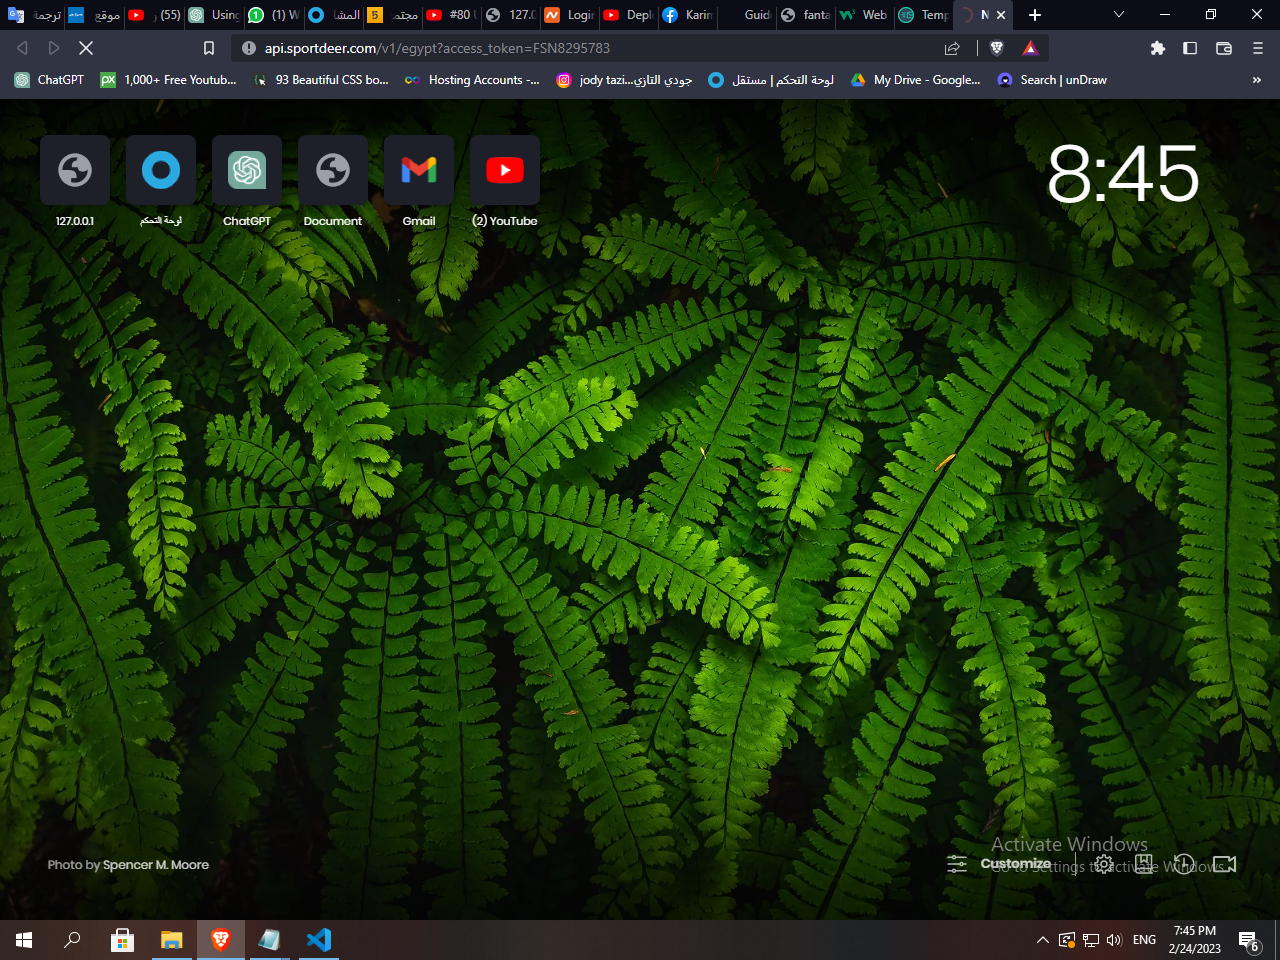 ترجمة
موقع
(55)
Using
(1) W
المشا
مجتم
#80 U
127.0
Login
Depl
Karim
Guid
fanta
Web
Temp
N
api.sportdeer.com/v1/egypt?access_token=FSN8295783
ChatGPT
1,000+ Free Youtub...
93 Beautiful CSS bo...
Hosting Accounts -...
jody tazi...جودي التازي
لوحة التحكم | مستقل
My Drive - Google...
Search | unDraw
»
8:45
127.0.0.1
لوحة التحكم
ChatGPT
Document
Gmail
(2) YouTube
Photo by Spencer M. Moore
Activate Windows
Go to Settings to activate Windows.
Customize
ENG
7:45 PM
2/24/2023
6